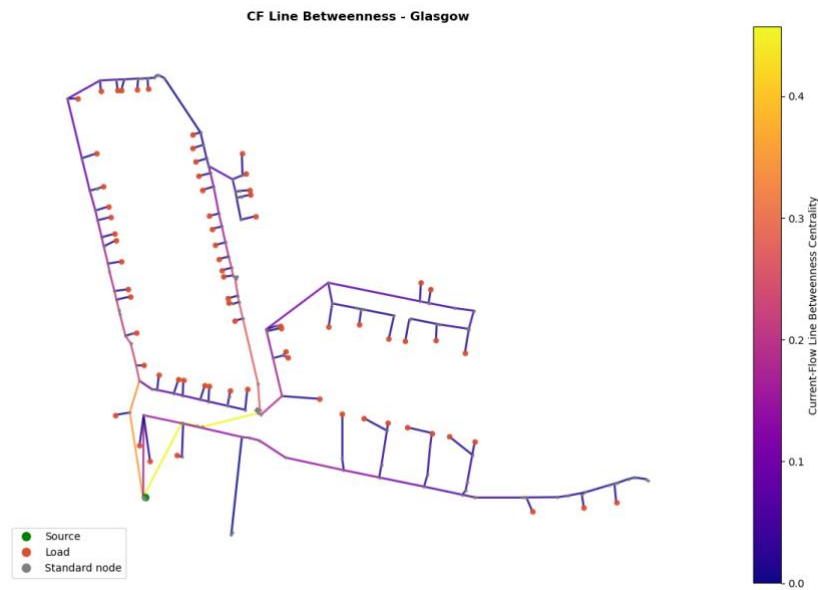 CF Line Betweenness - Glasgow
0.4
0.3
0.2
0.1
0.0
Current-Flow Line Betweenness Centrality
Source
Load
Standard node